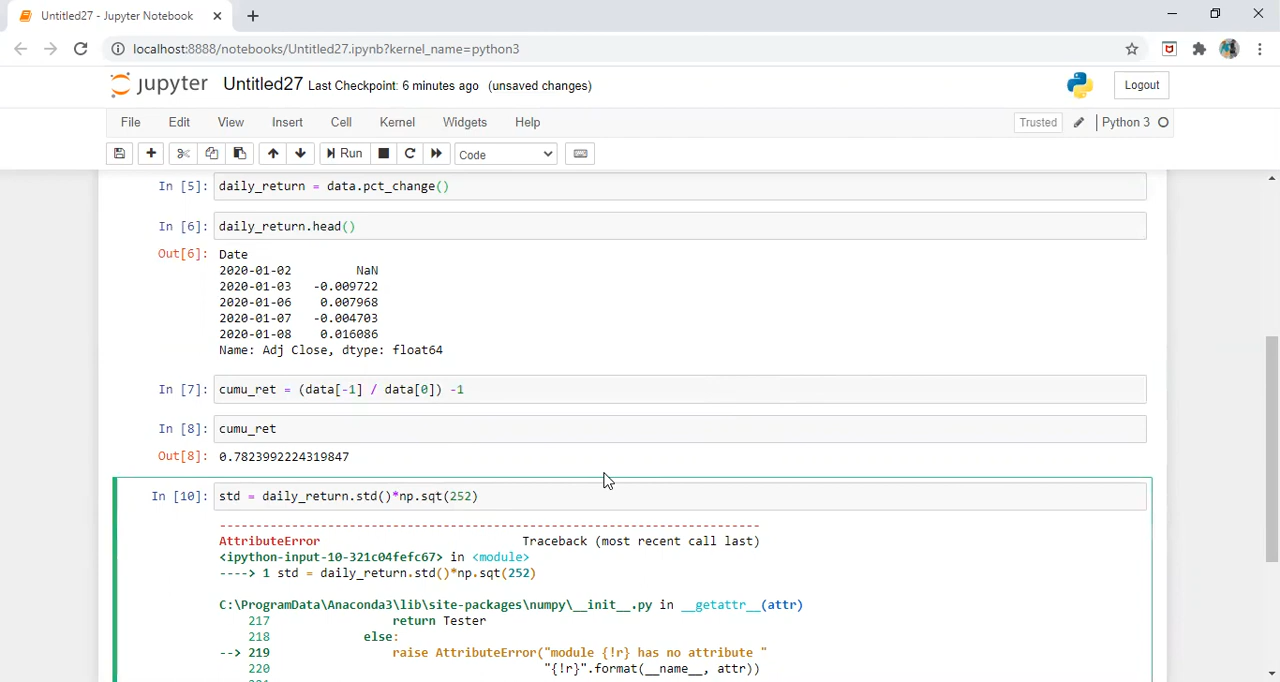 Untitled27 - Jupyter Notebook
localhost:8888/notebooks/Untitled27.ipynb?kernel_name=python3
jupyter Untitled27 Last Checkpoint: 6 minutes ago (unsaved changes) Logout
File Edit View Insert Cell Kernel Widgets Help Trusted Python 3
Run Code
In [5]: daily_return = data.pct_change()
In [6]: daily_return.head()
Out[6]: Date
2020-01-02 NaN
2020-01-03 -0.009722
2020-01-06 0.007968
2020-01-07 -0.004703
2020-01-08 0.016086
Name: Adj Close, dtype: float64
In [7]: cumu_ret = (data[-1] / data[0]) -1
In [8]: cumu_ret
Out[8]: 0.7823992224319847
In [10]: std = daily_return.std()*np.sqt(252)
---------------------------------------------------------------------------
AttributeError Traceback (most recent call last)
<ipython-input-10-321c04fefc67> in <module>
----> 1 std = daily_return.std()*np.sqt(252)
C:\ProgramData\Anaconda3\lib\site-packages\numpy\__init__.py in __getattr__(attr)
217 return Tester
218 else:
--> 219 raise AttributeError("module {!r} has no attribute "
220 "{!r}".format(__name__, attr))